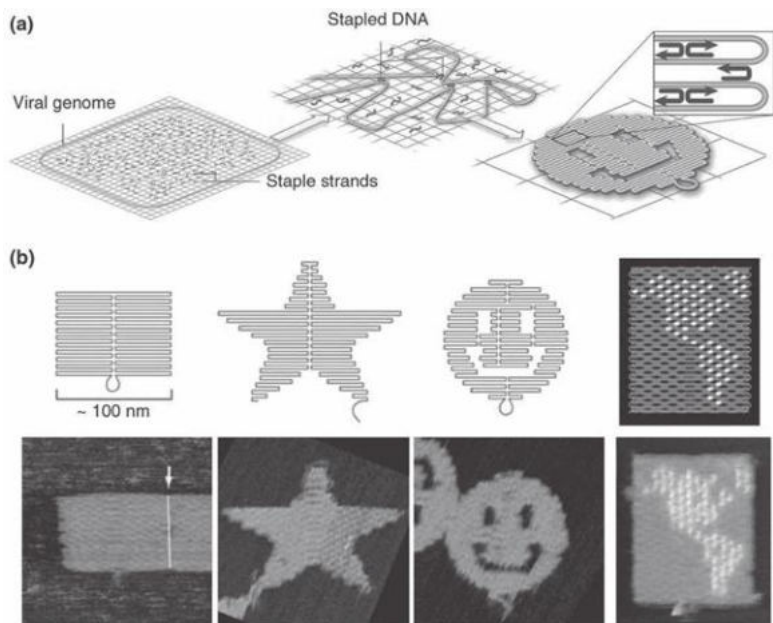 (a)
Stapled DNA
Viral genome
Staple strands
(b)
~ 100 nm